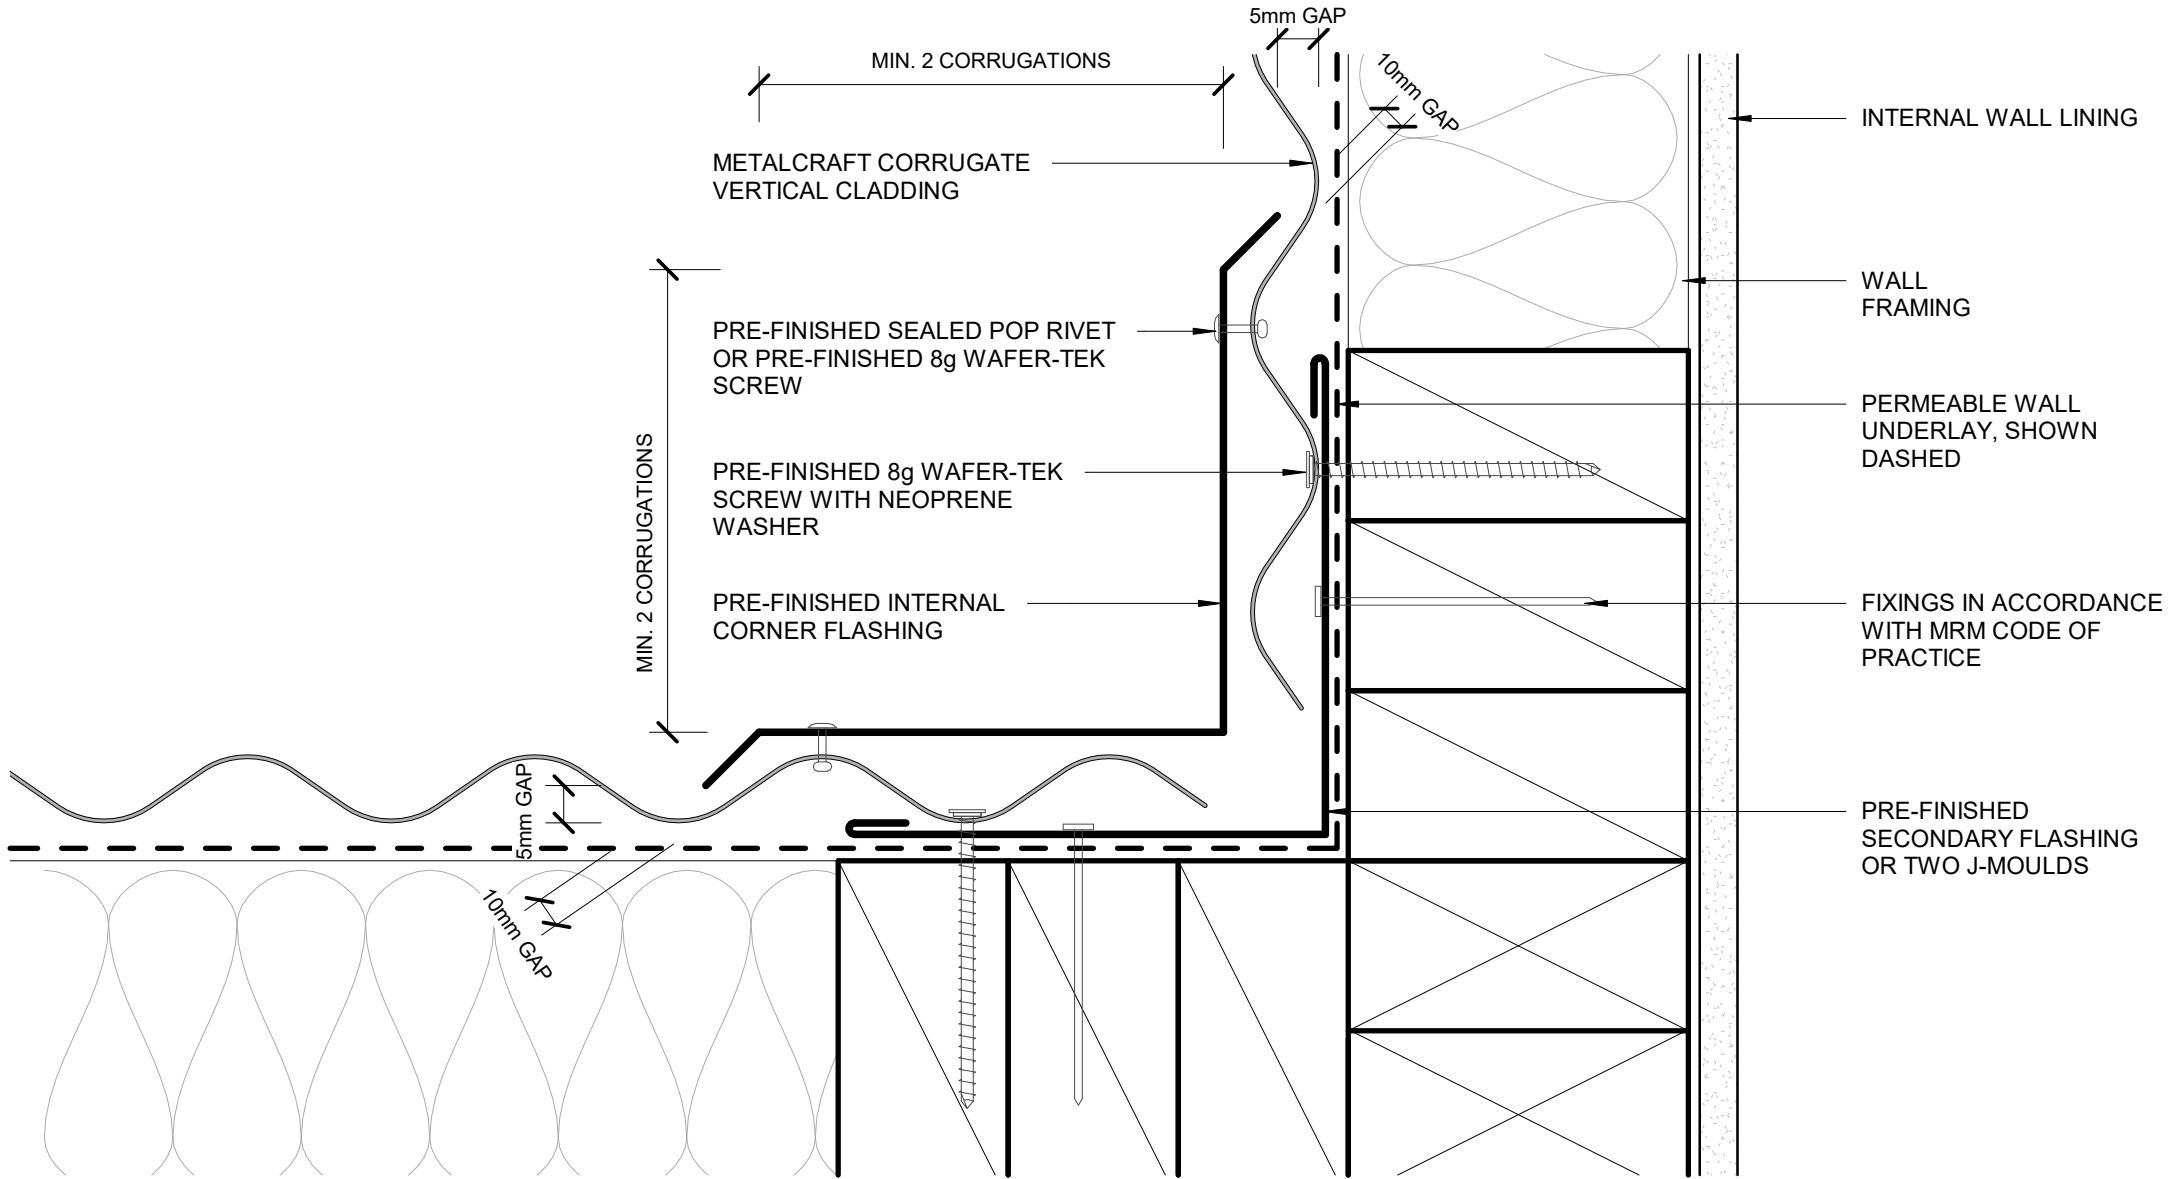 5mm GAP
MIN. 2 CORRUGATIONS
10mm GAP
INTERNAL WALL LINING
METALCRAFT CORRUGATE
VERTICAL CLADDING
WALL
FRAMING
PRE-FINISHED SEALED POP RIVET
OR PRE-FINISHED 8g WAFER-TEK
SCREW
PERMEABLE WALL
UNDERLAY, SHOWN
DASHED
MIN. 2 CORRUGATIONS
PRE-FINISHED 8g WAFER-TEK
SCREW WITH NEOPRENE
WASHER
PRE-FINISHED INTERNAL
CORNER FLASHING
FIXINGS IN ACCORDANCE
WITH MRM CODE OF
PRACTICE
5mm GAP
PRE-FINISHED
SECONDARY FLASHING
OR TWO J-MOULDS
10mm GAP